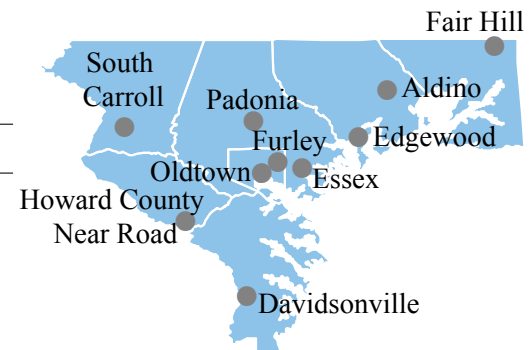 Fair Hill
South
Carroll
Aldino
Padonia
Edgewood
Furley
Oldtown
Essex
Howard County
Near Road
Davidsonville